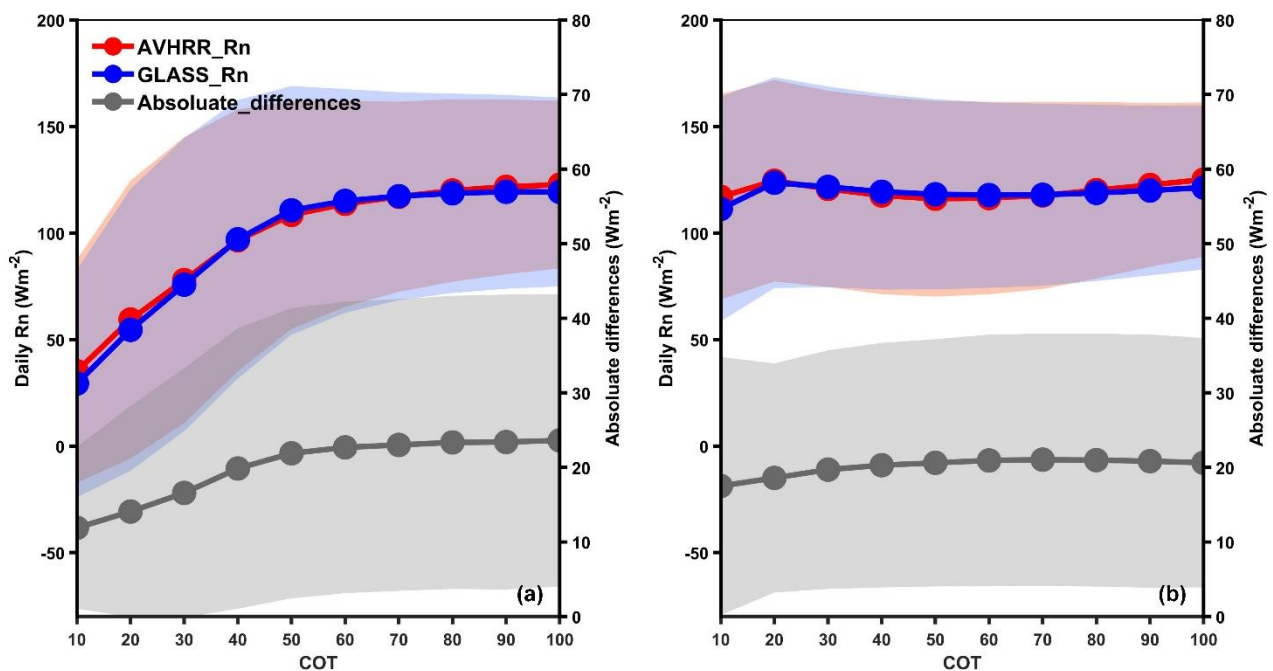 AVHRR_Rn
GLASS_Rn
Absoluate_differences
Daily Rn (Wm-2)
200
150
100
50
0
-50
Absoluate differences (Wm-2)
80
70
60
50
40
30
20
10
0
(a)
10 20 30 40 50 60 70 80 90 100
COT
Daily Rn (Wm-2)
200
150
100
50
0
-50
Absoluate differences (Wm-2)
80
70
60
50
40
30
20
10
0
(b)
10 20 30 40 50 60 70 80 90 100
COT